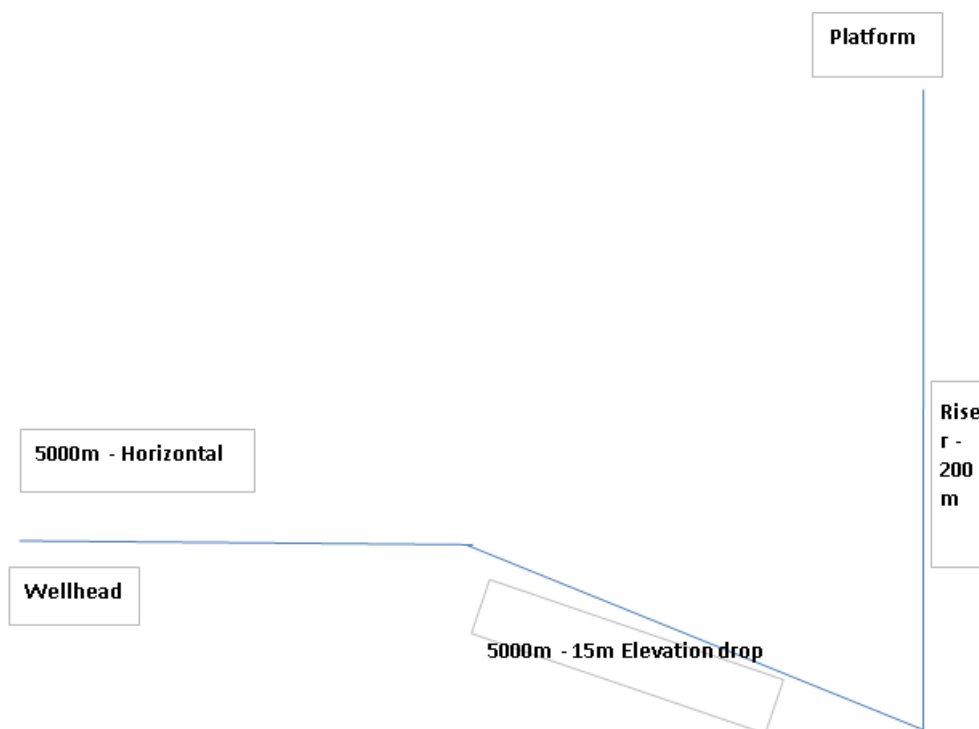 Platform
5000m - Horizontal
Rise
r -
200
m
Wellhead
5000m - 15m Elevation drop